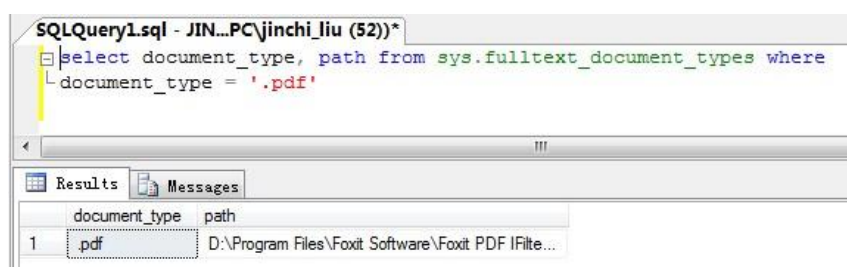 SQLQuery1.sql - JIN...PC\jinchi_liu (52))*
select document_type, path from sys.fulltext_document_types where
document_type = '.pdf'
Results Messages
document_type path
1 .pdf D:\Program Files\Foxit Software\Foxit PDF IFilte...